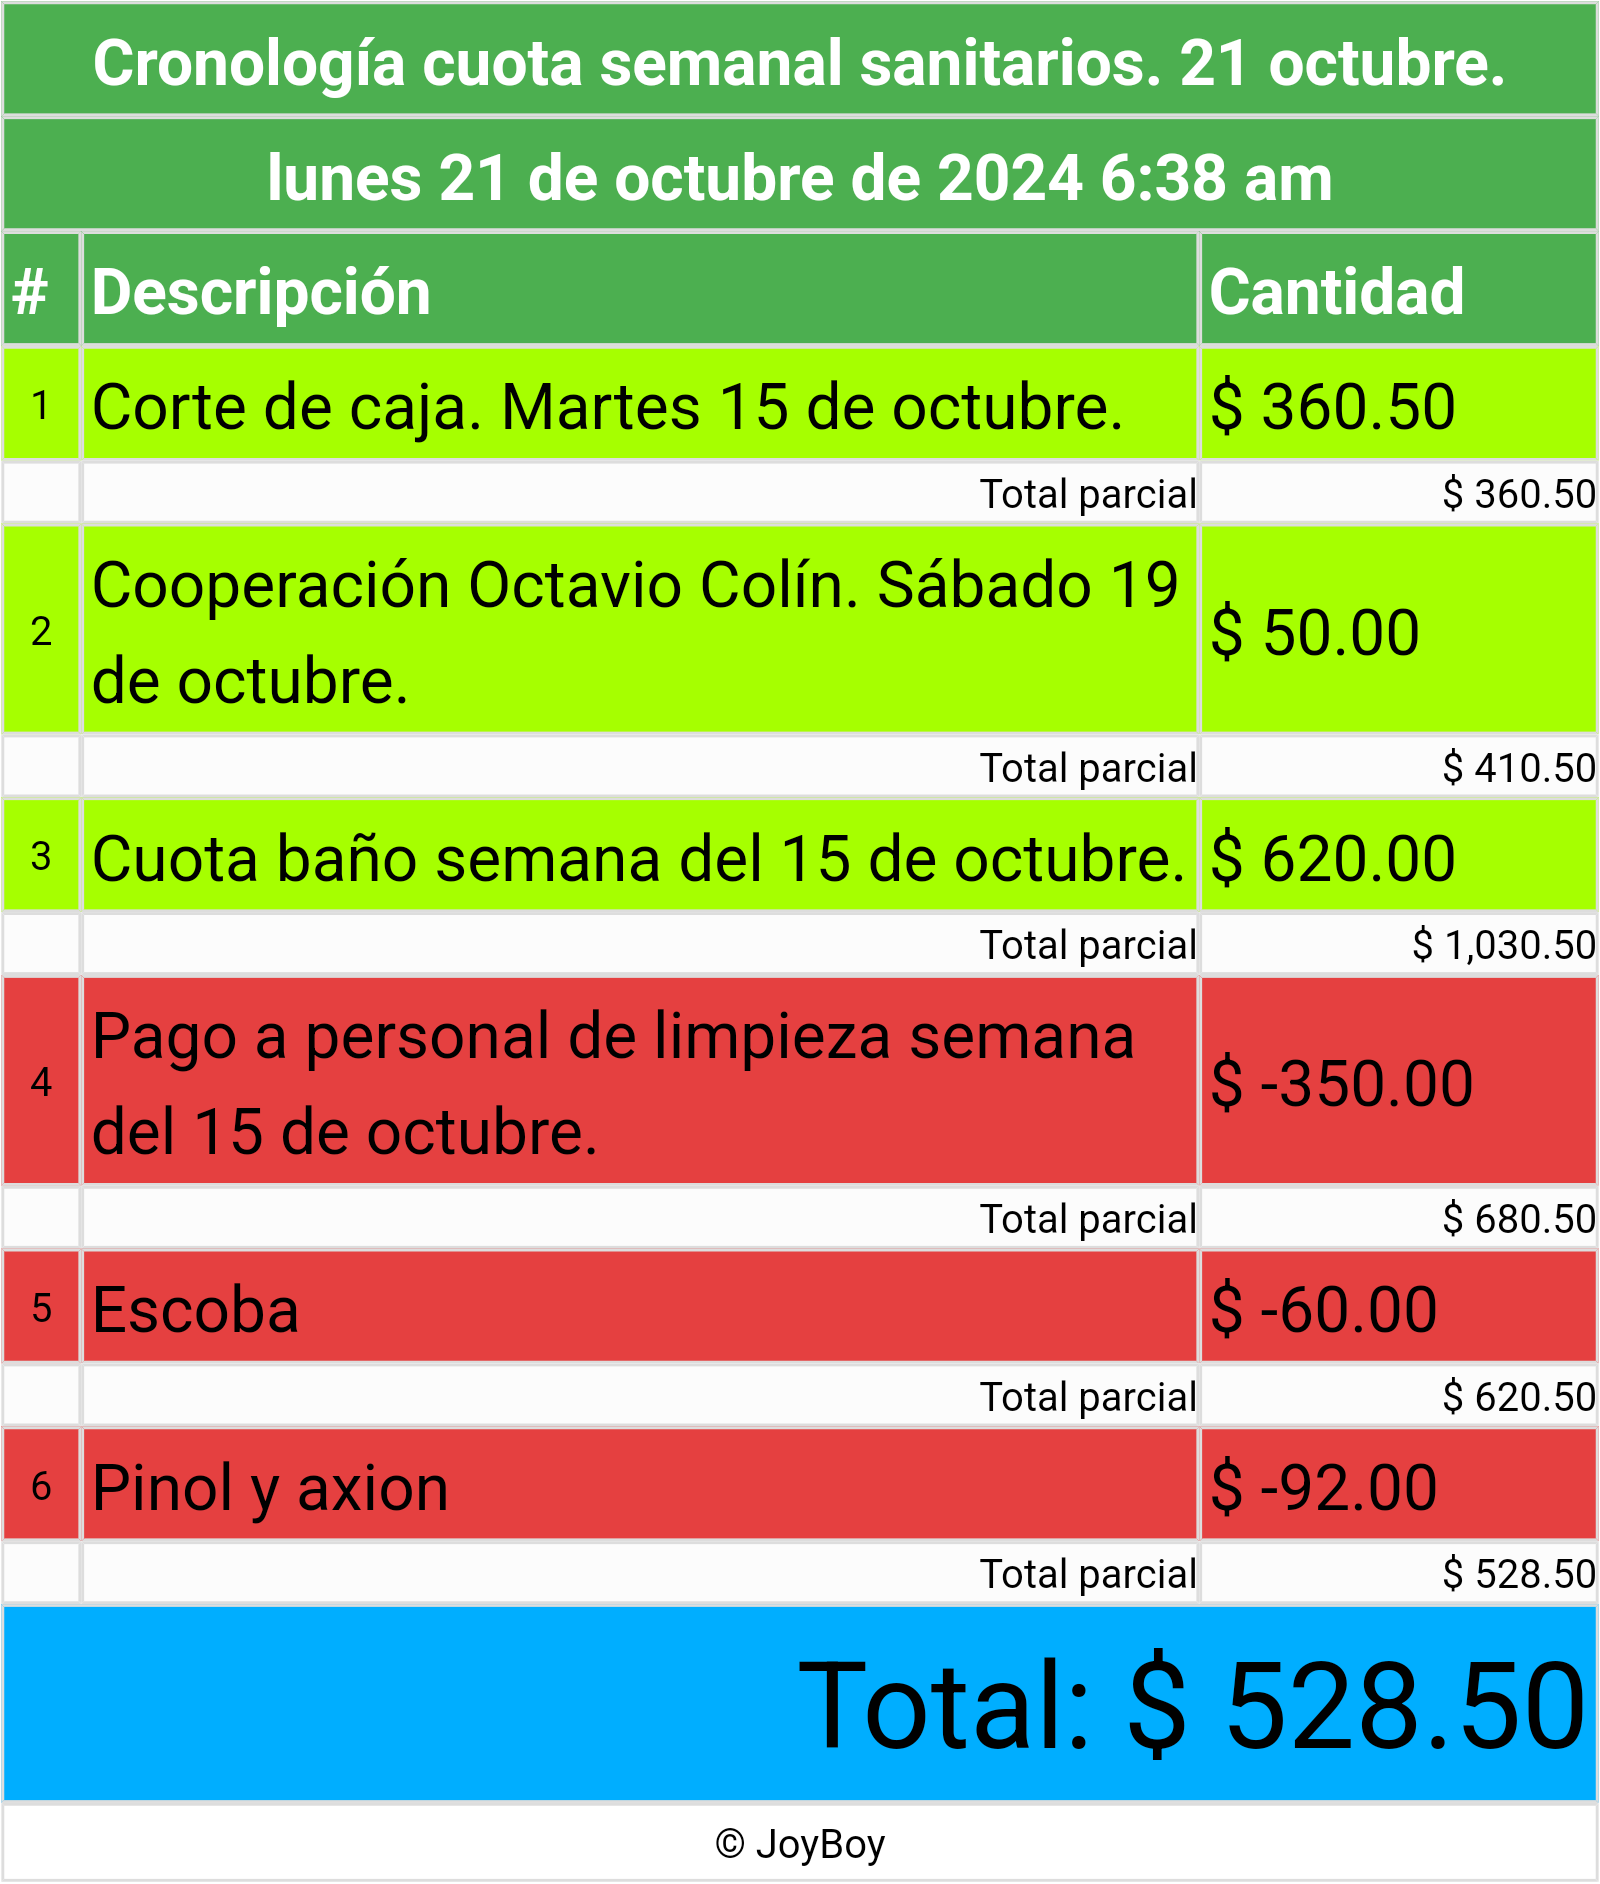 Cronología cuota semanal sanitarios. 21 octubre.
lunes 21 de octubre de 2024 6:38 am
# Descripción Cantidad
1 Corte de caja. Martes 15 de octubre. $ 360.50
Total parcial $ 360.50
2 Cooperación Octavio Colín. Sábado 19
de octubre. $ 50.00
Total parcial $ 410.50
3 Cuota baño semana del 15 de octubre. $ 620.00
Total parcial $ 1,030.50
4 Pago a personal de limpieza semana
del 15 de octubre. $ -350.00
Total parcial $ 680.50
5 Escoba $ -60.00
Total parcial $ 620.50
6 Pinol y axion $ -92.00
Total parcial $ 528.50
Total: $ 528.50
© JoyBoy